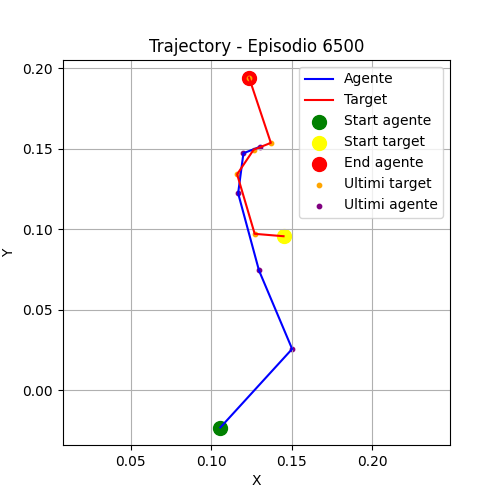 Trajectory - Episodio 6500
0.20
0.15
0.10
0.05
0.00
Y
Agente
Target
Start agente
Start target
End agente
Ultimi target
Ultimi agente
0.05 0.10 0.15 0.20
X